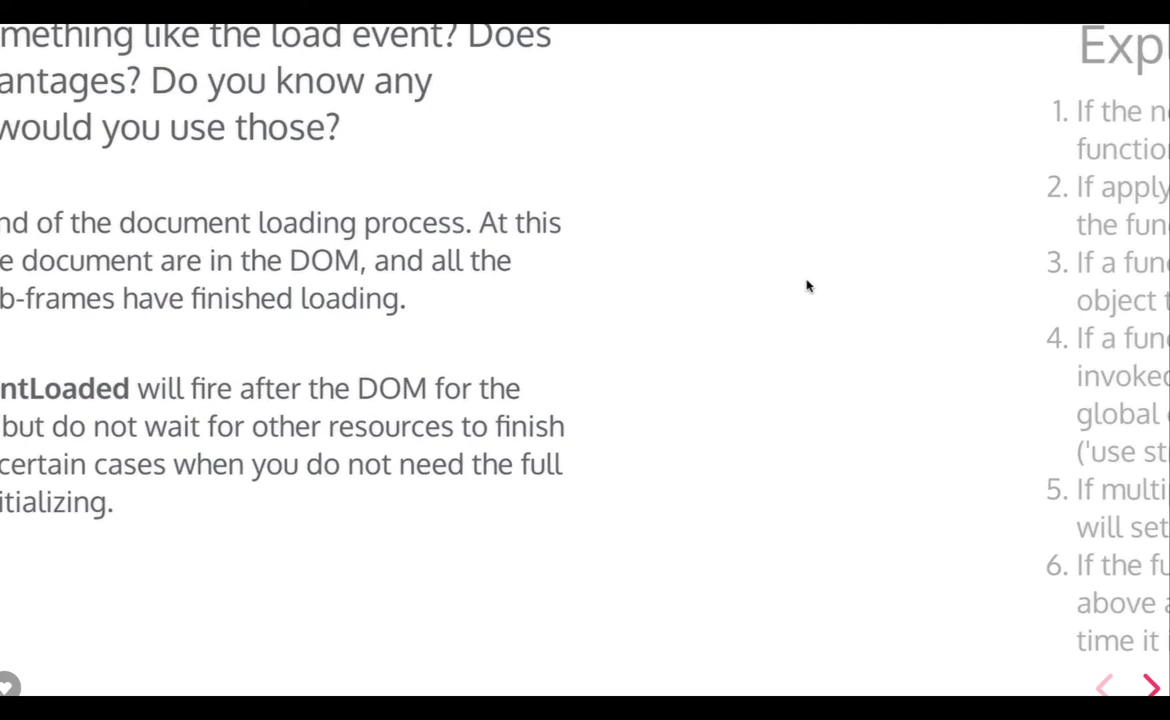 mething like the load event? Does
antages? Do you know any
would you use those?
nd of the document loading process. At this
e document are in the DOM, and all the
b-frames have finished loading.
ntLoaded will fire after the DOM for the
but do not wait for other resources to finish
certain cases when you do not need the full
itializing.
Exp
1. If the n
functio
2. If apply
the fun
3. If a fun
object t
4. If a fun
invoked
global
('use st
5. If multi
will set
6. If the fu
above a
time it